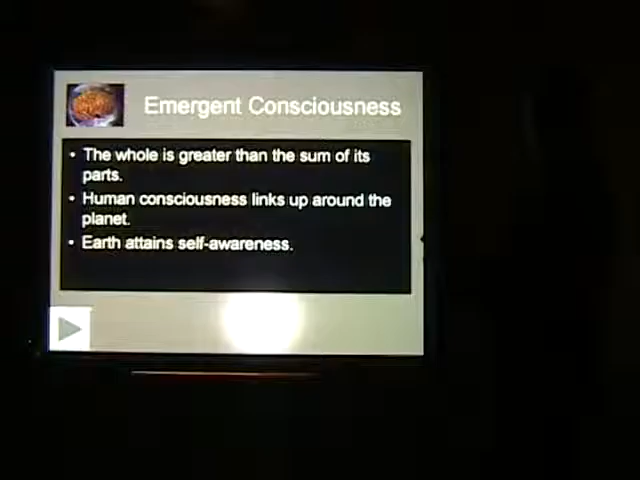 Emergent Consciousness
• The whole is greater than the sum of its
parts.
• Human consciousness links up around the
planet.
• Earth attains self-awareness.